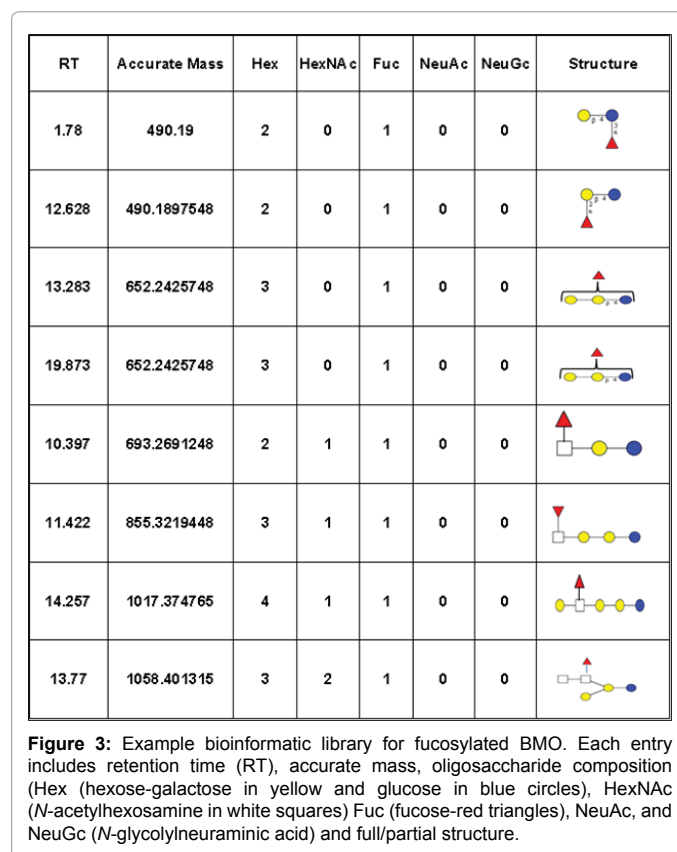 RT Accurate Mass Hex HexNAc Fuc NeuAc NeuGc Structure
1.78 490.19 2 0 1 0 0 β 4 3 α
12.628 490.1897548 2 0 1 0 0 β 4 2 α
13.283 652.2425748 3 0 1 0 0 β 4
19.873 652.2425748 3 0 1 0 0 β 4
10.397 693.2691248 2 1 1 0 0
11.422 855.3219448 3 1 1 0 0
14.257 1017.374765 4 1 1 0 0
13.77 1058.401315 3 2 1 0 0
Figure 3: Example bioinformatic library for fucosylated BMO. Each entry
includes retention time (RT), accurate mass, oligosaccharide composition
(Hex (hexose-galactose in yellow and glucose in blue circles), HexNAc
(N-acetylhexosamine in white squares) Fuc (fucose-red triangles), NeuAc, and
NeuGc (N-glycolylneuraminic acid) and full/partial structure.